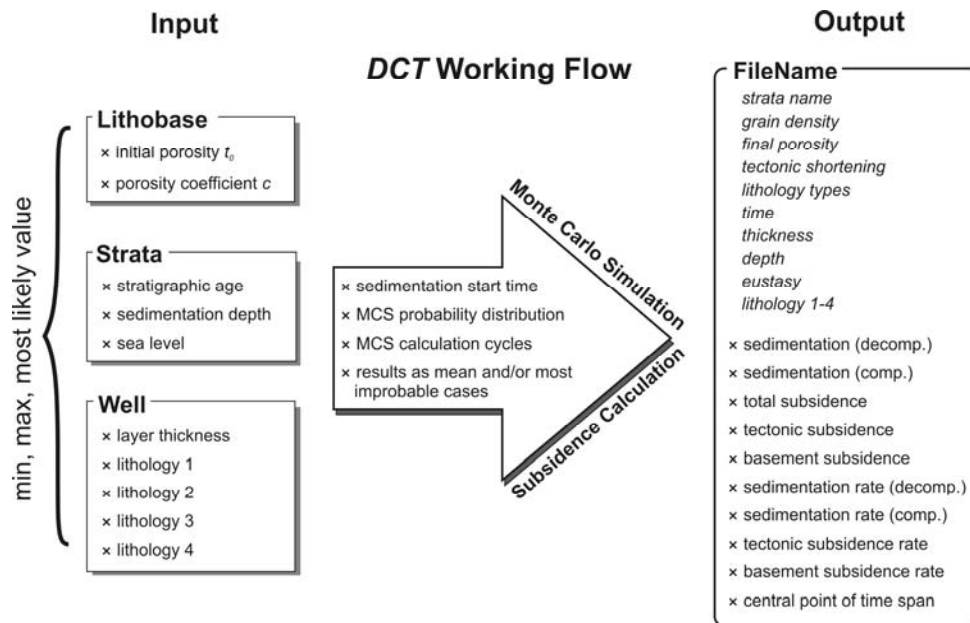 Input
Output
DCT Working Flow
min, max, most likely value
Lithobase
× initial porosity t₀
× porosity coefficient c
Strata
× stratigraphic age
× sedimentation depth
× sea level
Well
× layer thickness
× lithology 1
× lithology 2
× lithology 3
× lithology 4
× sedimentation start time
× MCS probability distribution
× MCS calculation cycles
× results as mean and/or most
improbable cases
Monte Carlo Simulation
Subsidence Calculation
FileName
strata name
grain density
final porosity
tectonic shortening
lithology types
time
thickness
depth
eustasy
lithology 1-4
× sedimentation (decomp.)
× sedimentation (comp.)
× total subsidence
× tectonic subsidence
× basement subsidence
× sedimentation rate (decomp.)
× sedimentation rate (comp.)
× tectonic subsidence rate
× basement subsidence rate
× central point of time span